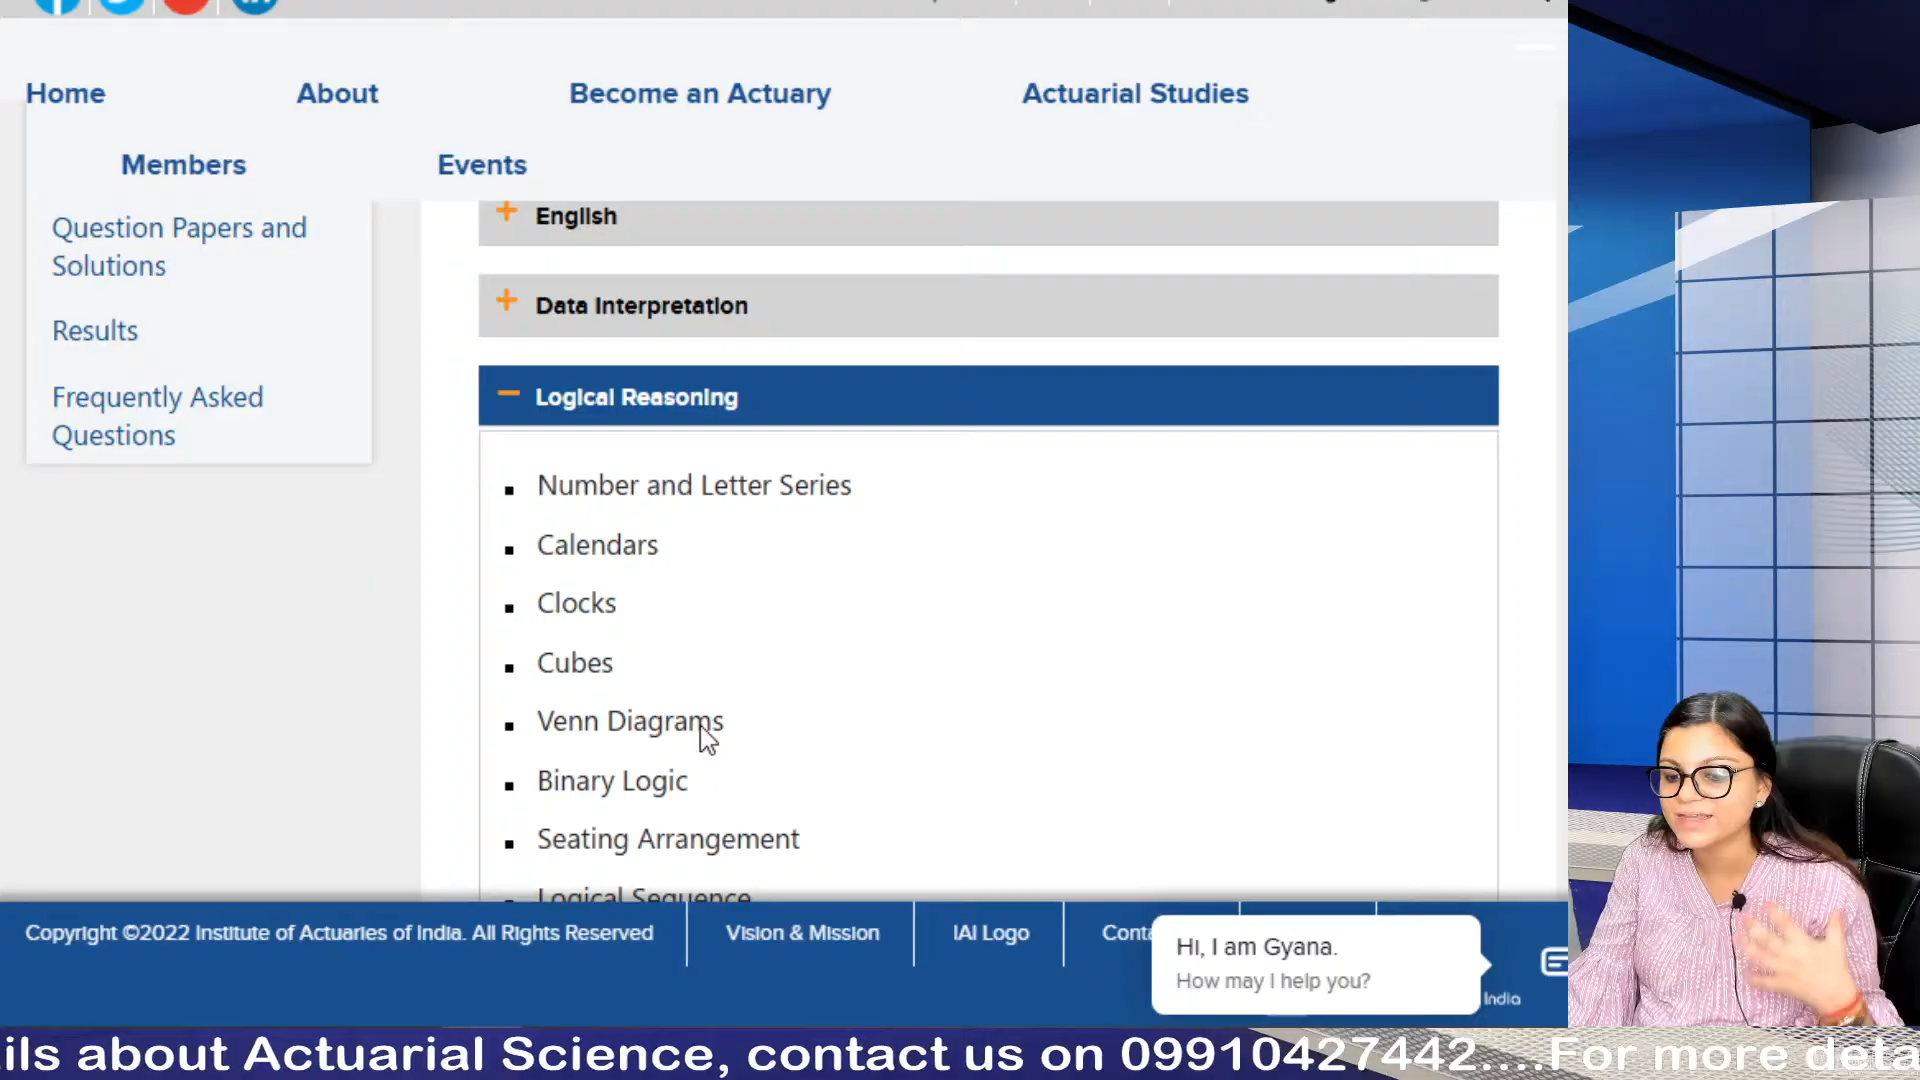 Home
About
Become an Actuary
Actuarial Studies
Members
Events
Question Papers and
Solutions
Results
Frequently Asked
Questions
+ English
+ Data Interpretation
− Logical Reasoning
▪ Number and Letter Series
▪ Calendars
▪ Clocks
▪ Cubes
▪ Venn Diagrams
▪ Binary Logic
▪ Seating Arrangement
▪ Logical Sequence
Copyright ©2022 Institute of Actuaries of India. All Rights Reserved
Vision & Mission
IAI Logo
Conta
Hi, I am Gyana.
How may I help you?
India
ils about Actuarial Science, contact us on 09910427442....For more deta